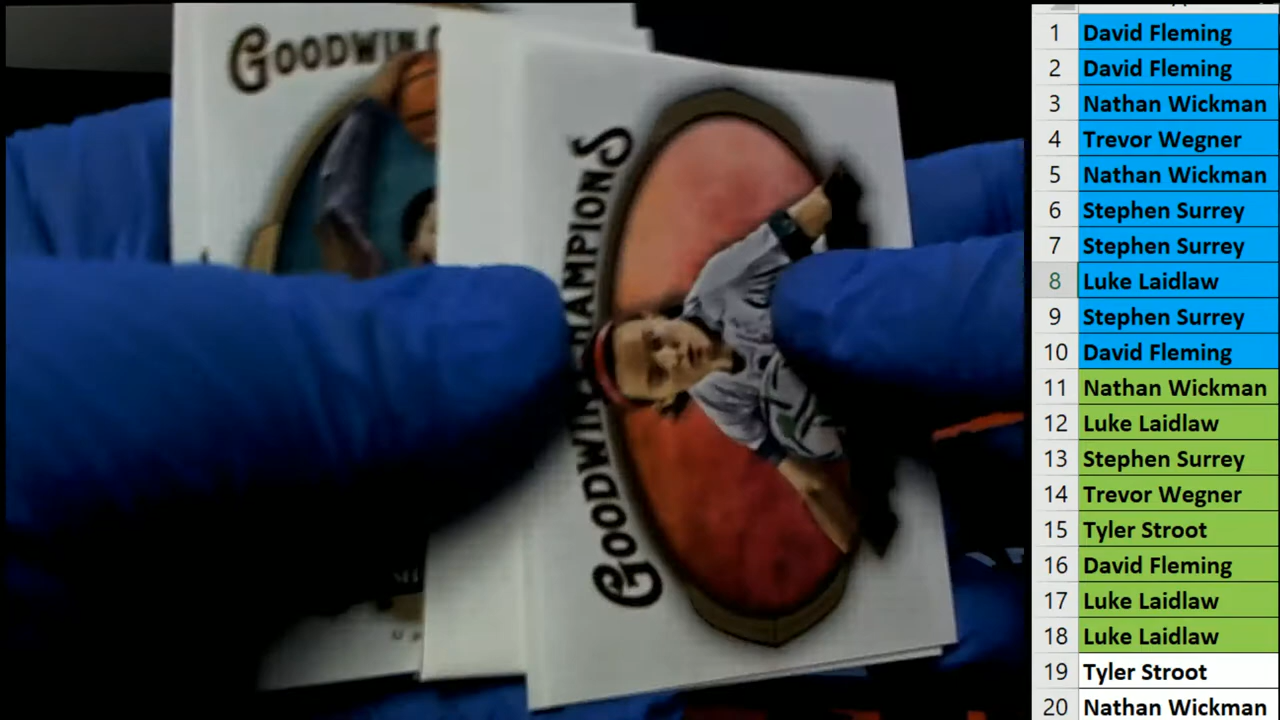 GOODWIN
GOODWIN CHAMPIONS
1 David Fleming
2 David Fleming
3 Nathan Wickman
4 Trevor Wegner
5 Nathan Wickman
6 Stephen Surrey
7 Stephen Surrey
8 Luke Laidlaw
9 Stephen Surrey
10 David Fleming
11 Nathan Wickman
12 Luke Laidlaw
13 Stephen Surrey
14 Trevor Wegner
15 Tyler Stroot
16 David Fleming
17 Luke Laidlaw
18 Luke Laidlaw
19 Tyler Stroot
20 Nathan Wickman